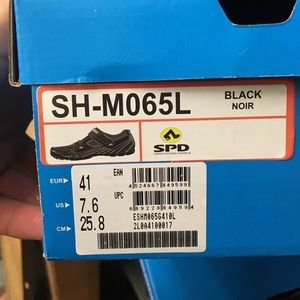 SH-M065L
BLACK
NOIR
SPD
EUR 41
US 7.6
CM 25.8
EAN
4524667849599
UPC
ESHM065G410L
2L0A4100017